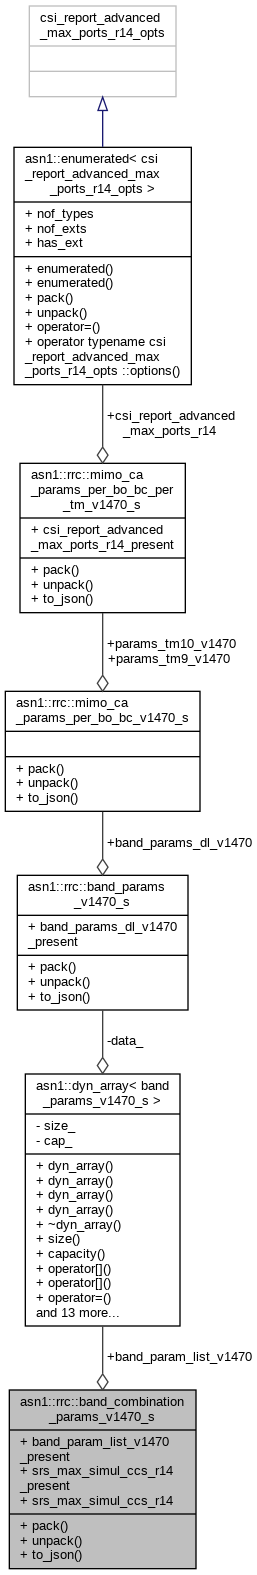 csi_report_advanced
_max_ports_r14_opts
asn1::enumerated< csi
_report_advanced_max
_ports_r14_opts >
+ nof_types
+ nof_exts
+ has_ext
+ enumerated()
+ enumerated()
+ pack()
+ unpack()
+ operator=()
+ operator typename csi
_report_advanced_max
_ports_r14_opts ::options()
+csi_report_advanced
_max_ports_r14
asn1::rrc::mimo_ca
_params_per_bo_bc_per
_tm_v1470_s
+ csi_report_advanced
_max_ports_r14_present
+ pack()
+ unpack()
+ to_json()
+params_tm10_v1470
+params_tm9_v1470
asn1::rrc::mimo_ca
_params_per_bo_bc_v1470_s
+ pack()
+ unpack()
+ to_json()
+band_params_dl_v1470
asn1::rrc::band_params
_v1470_s
+ band_params_dl_v1470
_present
+ pack()
+ unpack()
+ to_json()
-data_
asn1::dyn_array< band
_params_v1470_s >
- size_
- cap_
+ dyn_array()
+ dyn_array()
+ dyn_array()
+ dyn_array()
+ ~dyn_array()
+ size()
+ capacity()
+ operator[]()
+ operator[]()
+ operator=()
and 13 more...
+band_param_list_v1470
asn1::rrc::band_combination
_params_v1470_s
+ band_param_list_v1470
_present
+ srs_max_simul_ccs_r14
_present
+ srs_max_simul_ccs_r14
+ pack()
+ unpack()
+ to_json()